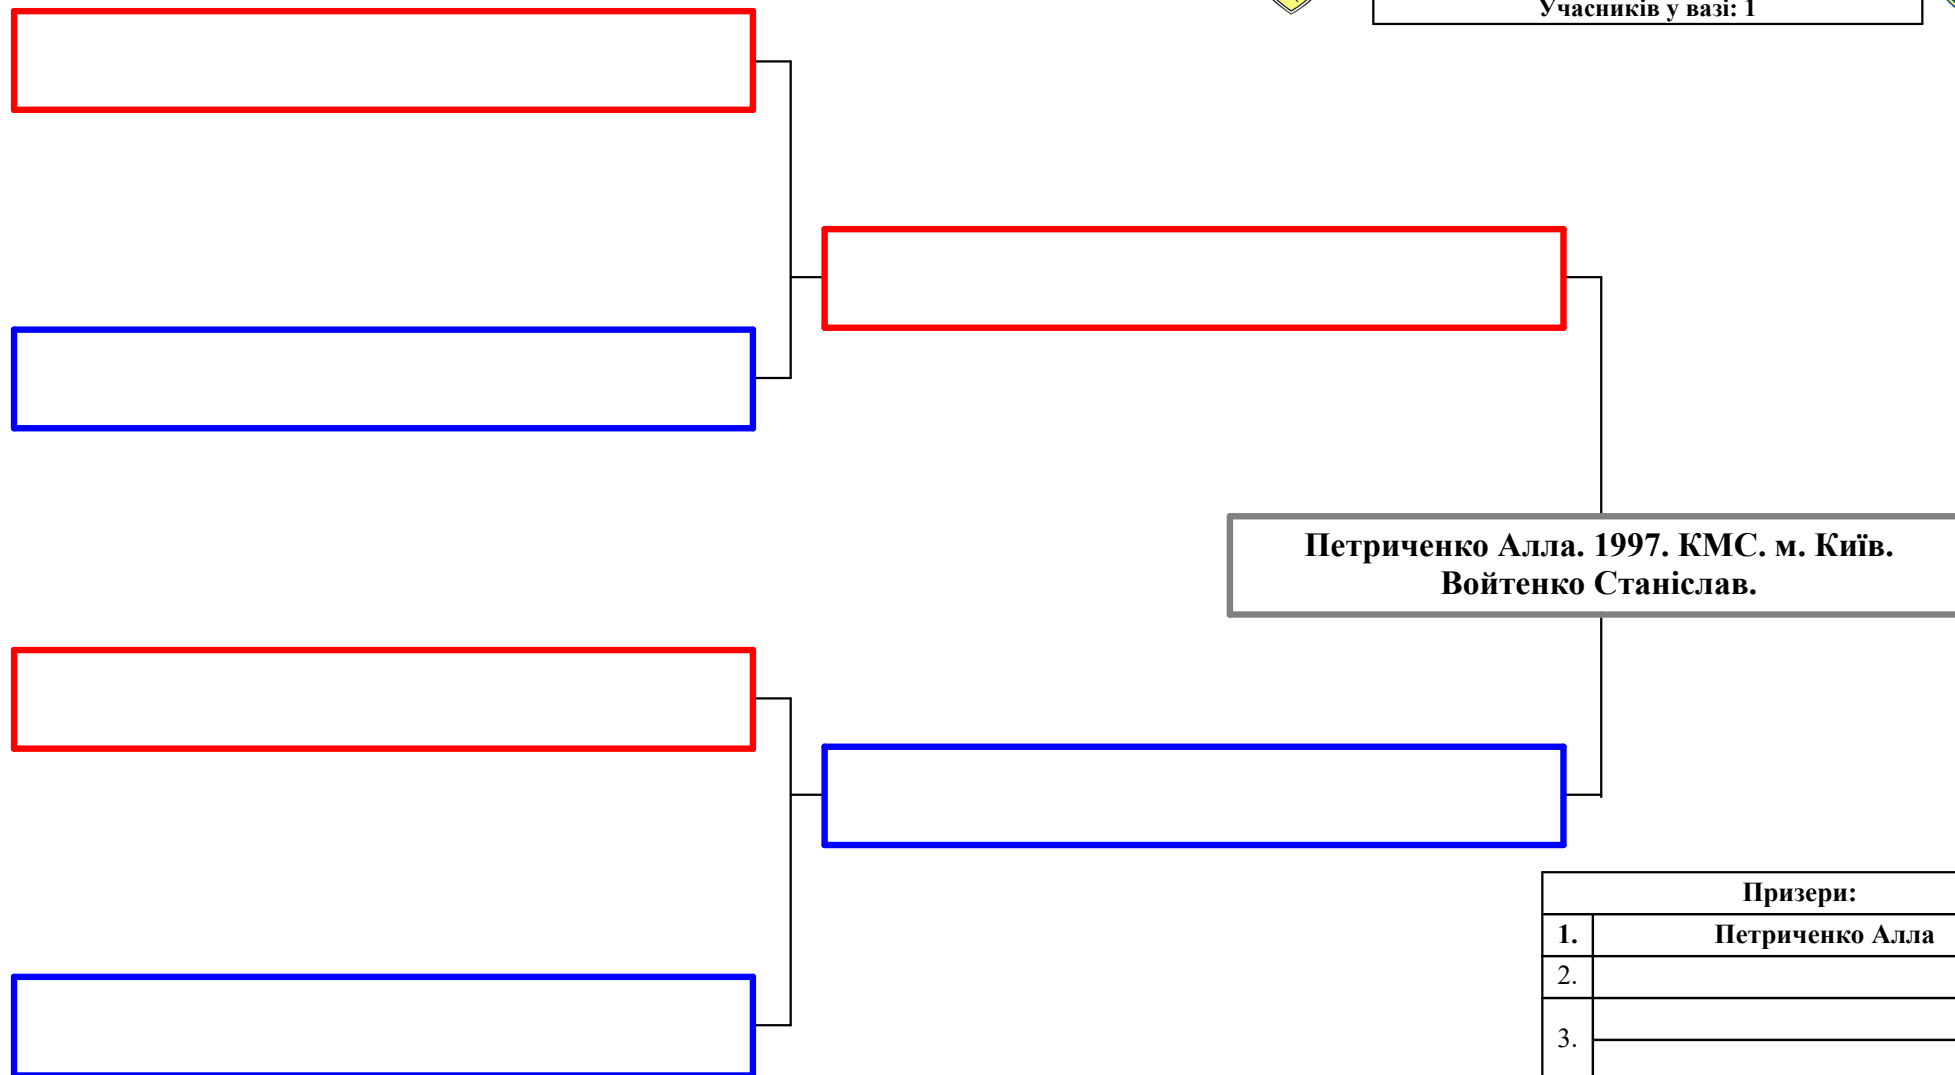 Учасників у вазі: 1
Петриченко Алла. 1997. КМС. м. Київ.
Войтенко Станіслав.
Призери:
1. Петриченко Алла
2.
3.